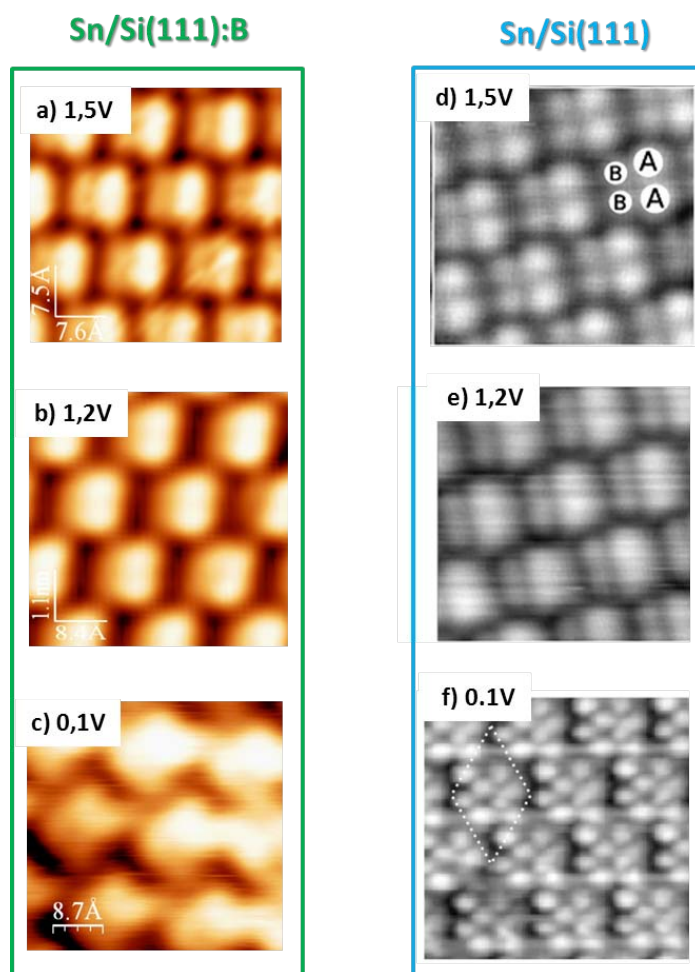 Sn/Si(111):B
a) 1,5V
7.5Å
7.6Å
b) 1,2V
1.1nm
8.4Å
c) 0,1V
8.7Å
Sn/Si(111)
d) 1,5V
B A
B A
e) 1,2V
f) 0.1V